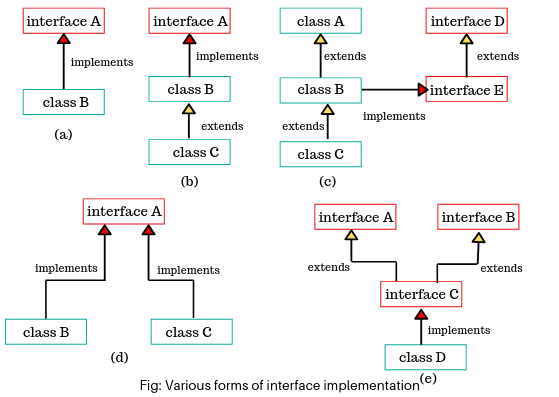 interface A
implements
class B
(a)
interface A
implements
class B
extends
class C
(b)
class A
extends
class B
extends
class C
(c)
interface D
extends
interface E
implements
interface A
implements
implements
class B
class C
(d)
interface A
interface B
extends
extends
interface C
implements
class D
(e)
Fig: Various forms of interface implementation